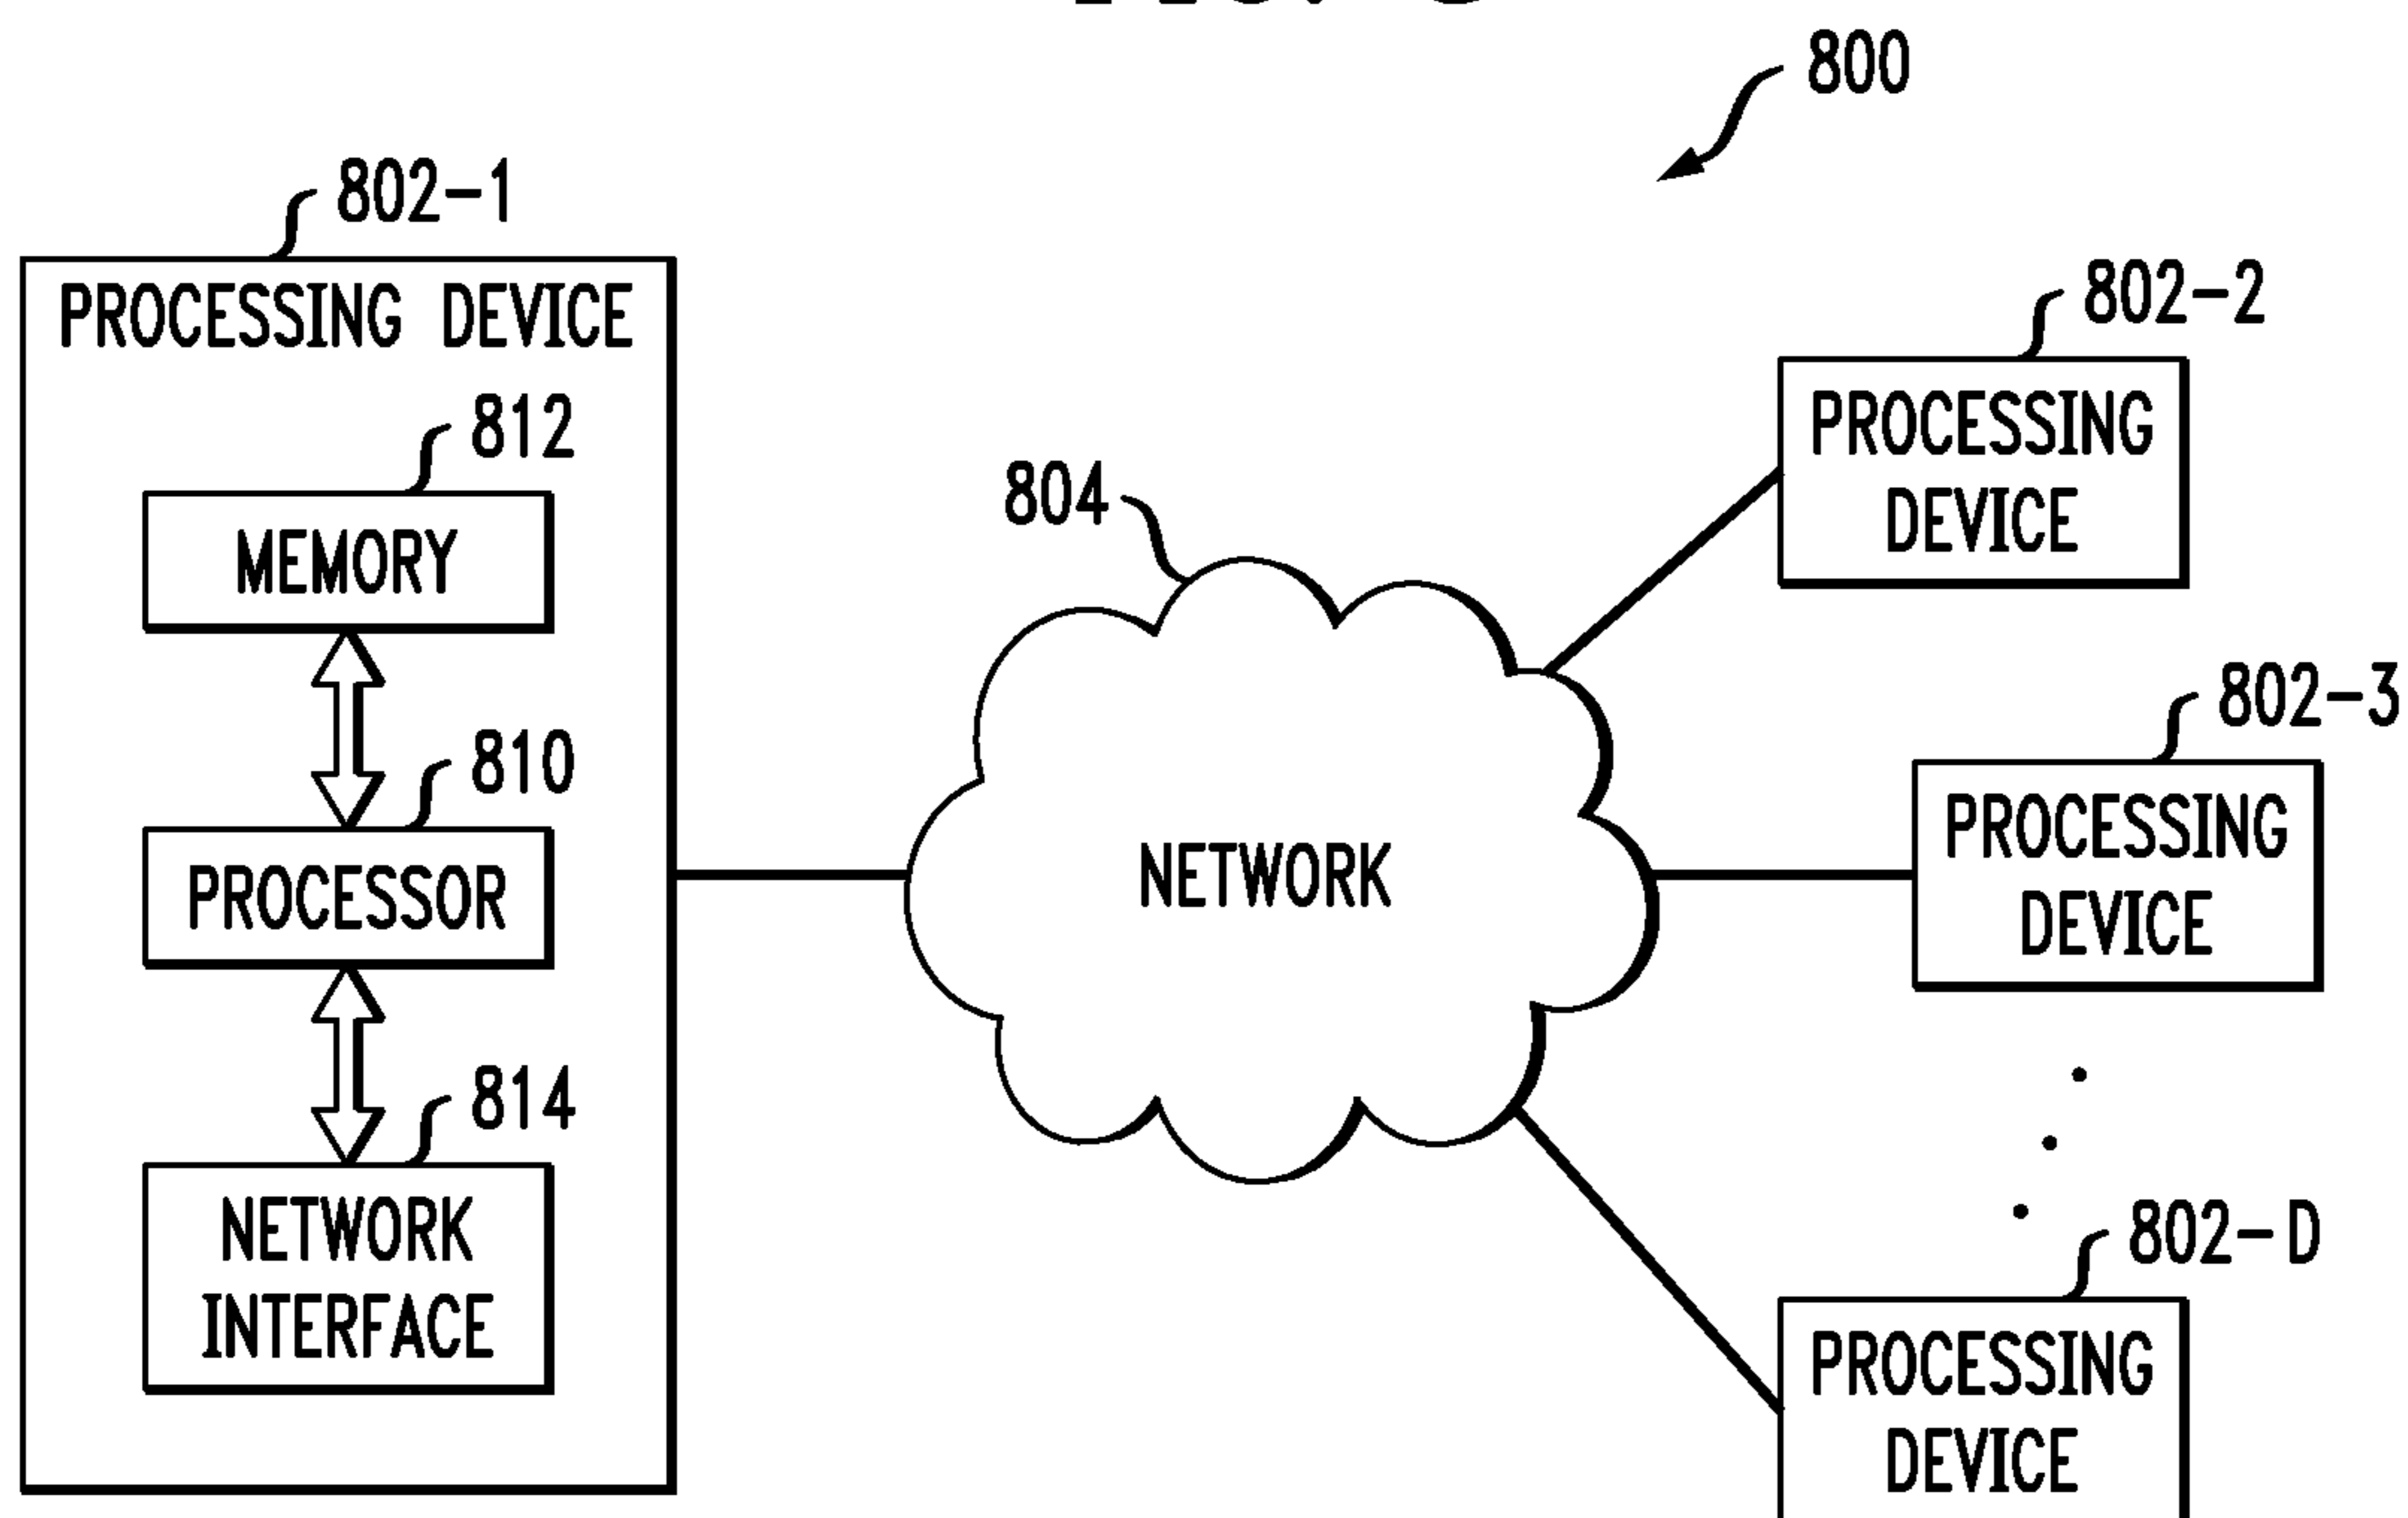 800
802-1
PROCESSING DEVICE
812
MEMORY
810
PROCESSOR
814
NETWORK
INTERFACE
804
NETWORK
802-2
PROCESSING
DEVICE
802-3
PROCESSING
DEVICE
802-D
PROCESSING
DEVICE